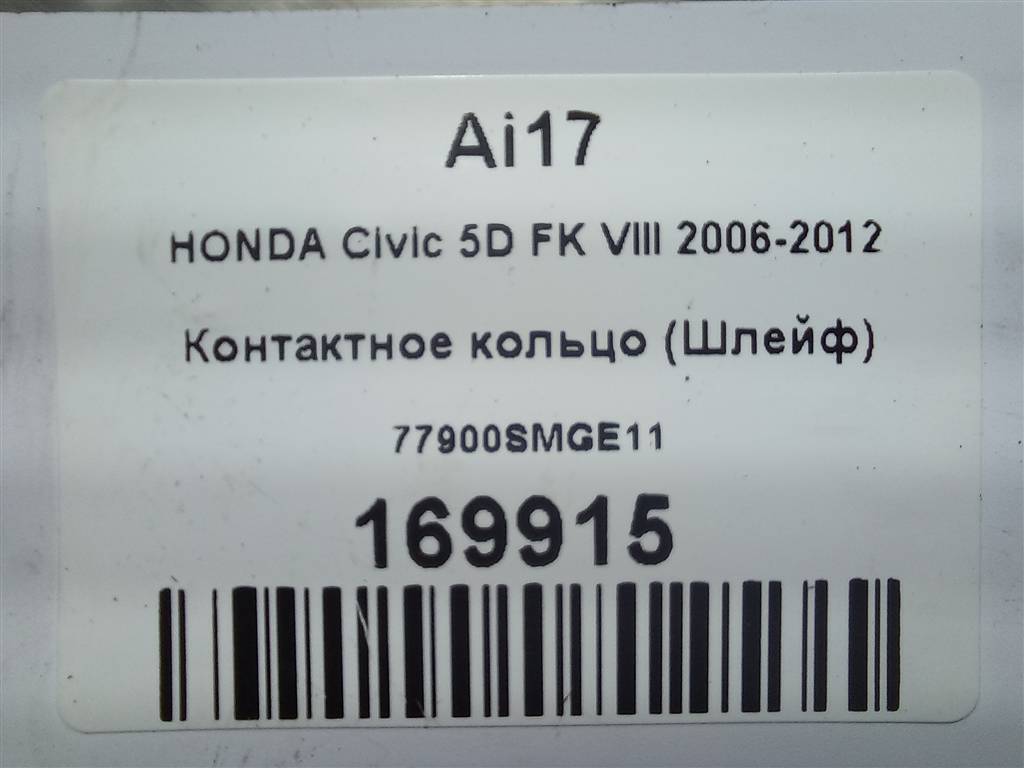 Ai17
HONDA Civic 5D FK VIII 2006-2012
Контактное кольцо (Шлейф)
77900SMGE11
169915